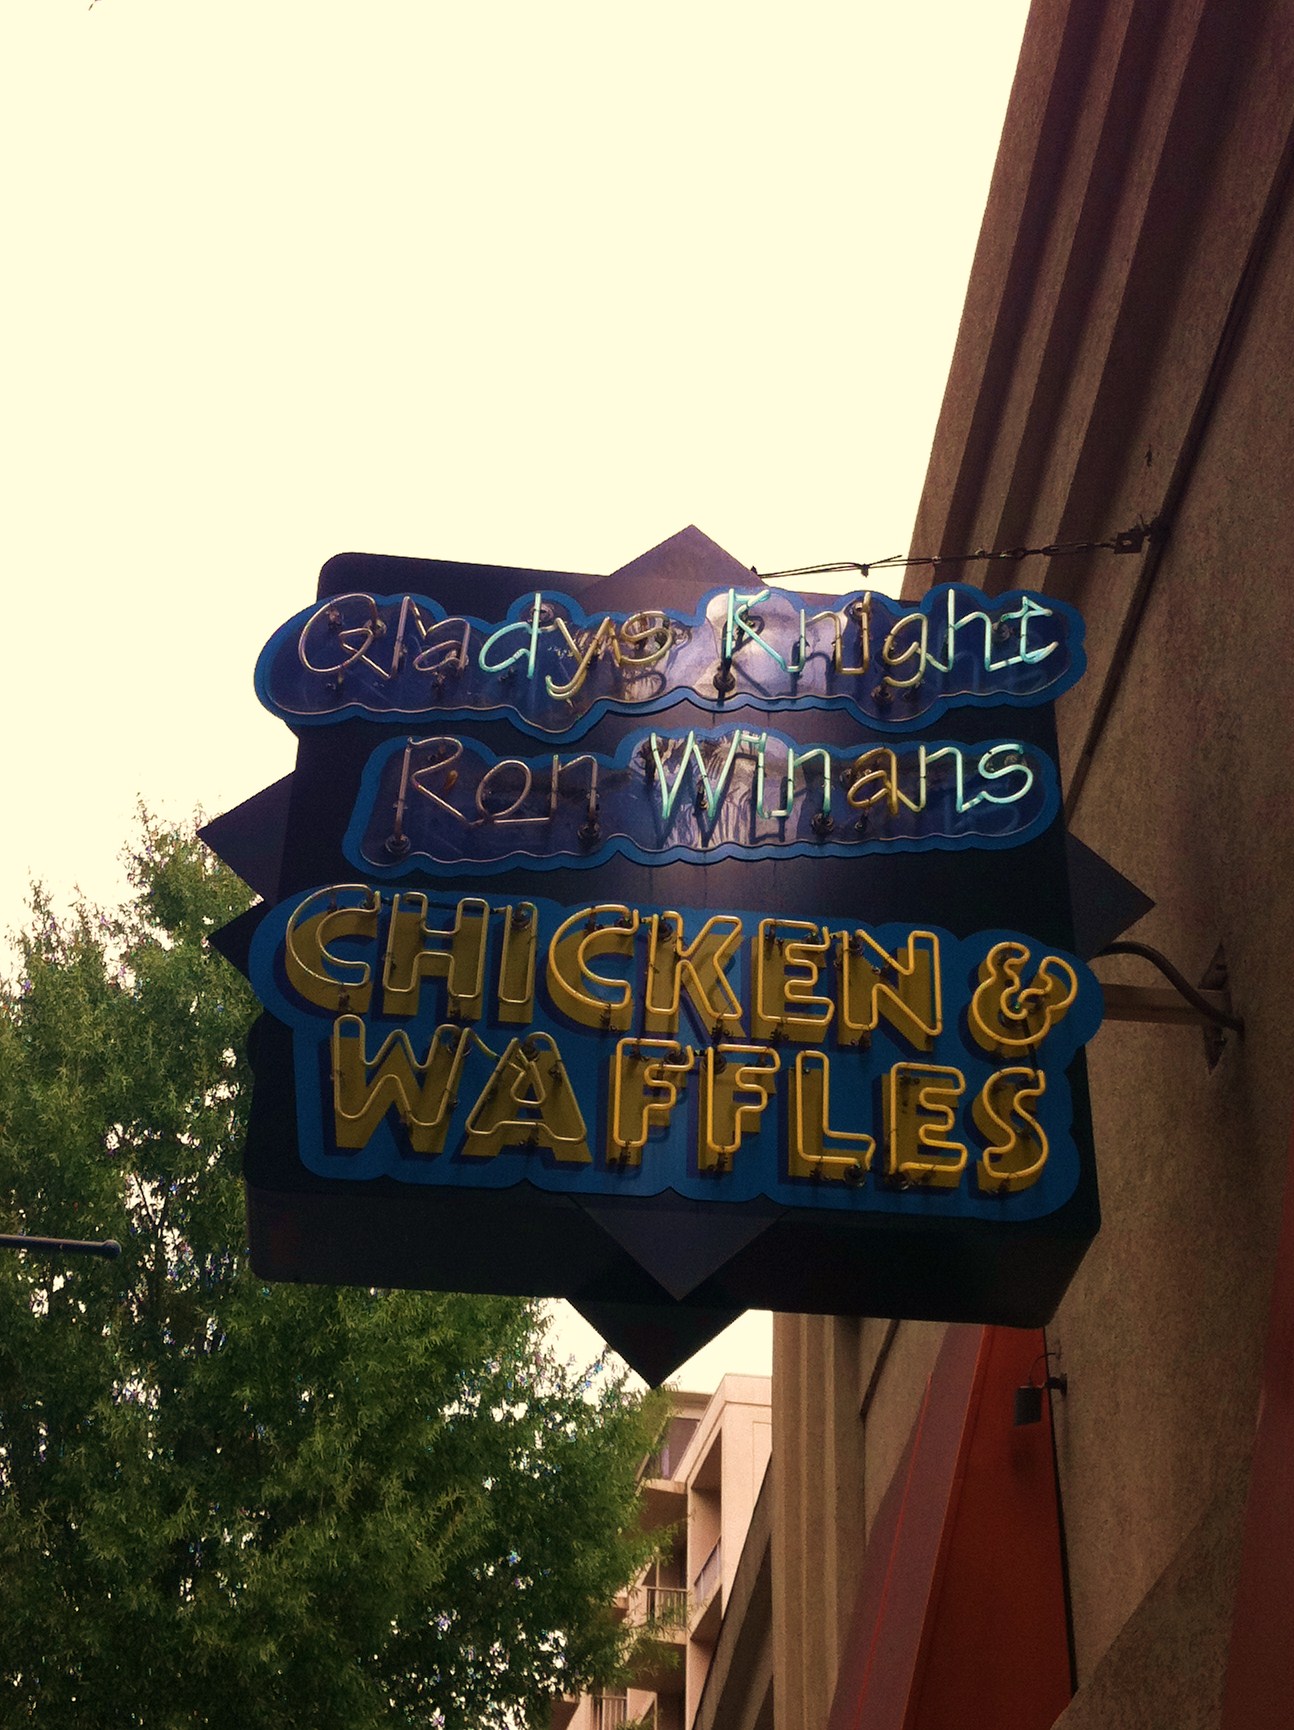 Gladys Knight
Ron Winans
CHICKEN &
WAFFLES